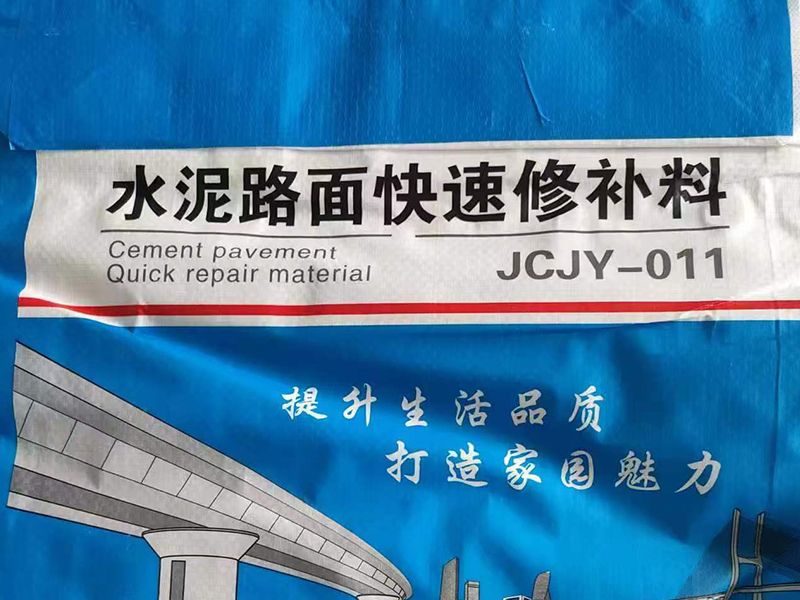 水泥路面快速修补料
Cement pavement
Quick repair material
JCJY-011
提升生活品质
打造家园魅力